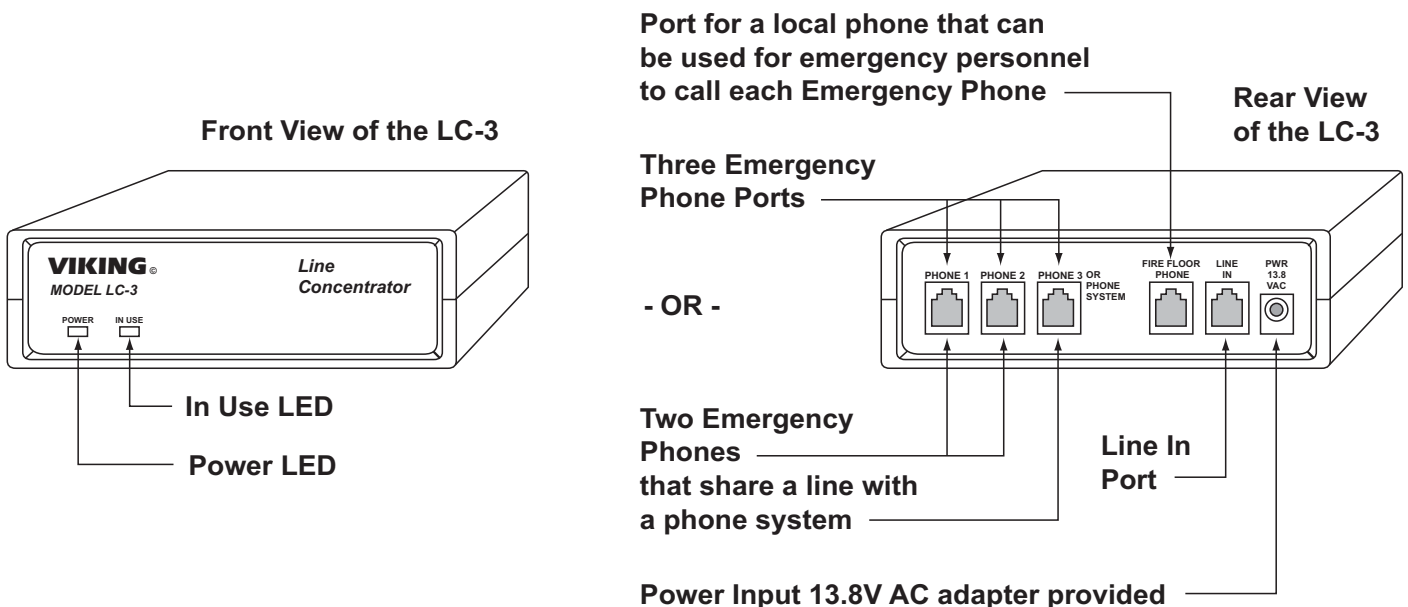 Front View of the LC-3
VIKING©
MODEL LC-3
Line
Concentrator
POWER
IN USE
In Use LED
Power LED
Port for a local phone that can
be used for emergency personnel
to call each Emergency Phone
Three Emergency
Phone Ports
- OR -
Two Emergency
Phones
that share a line with
a phone system
Rear View
of the LC-3
PHONE 1
PHONE 2
PHONE 3
OR
PHONE
SYSTEM
FIRE FLOOR
PHONE
LINE
IN
PWR
13.8
VAC
Line In
Port
Power Input 13.8V AC adapter provided